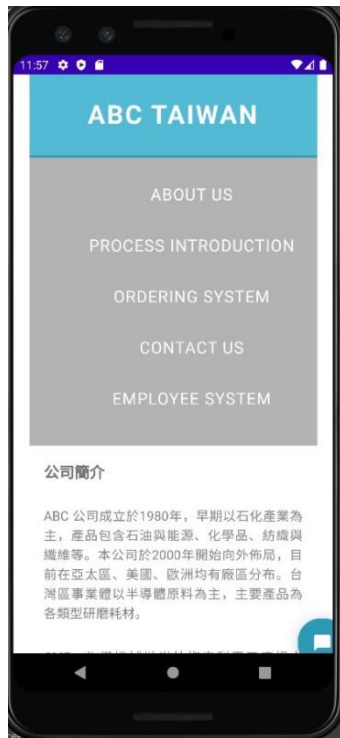 11:57
ABC TAIWAN
ABOUT US
PROCESS INTRODUCTION
ORDERING SYSTEM
CONTACT US
EMPLOYEE SYSTEM
公司簡介
ABC 公司成立於1980年，早期以石化產業為
主，產品包含石油與能源、化學品、紡織與
纖維等。本公司於2000年開始向外佈局，目
前在亞太區、美國、歐洲均有廠區分布。台
灣區事業體以半導體原料為主，主要產品為
各類型研磨耗材。